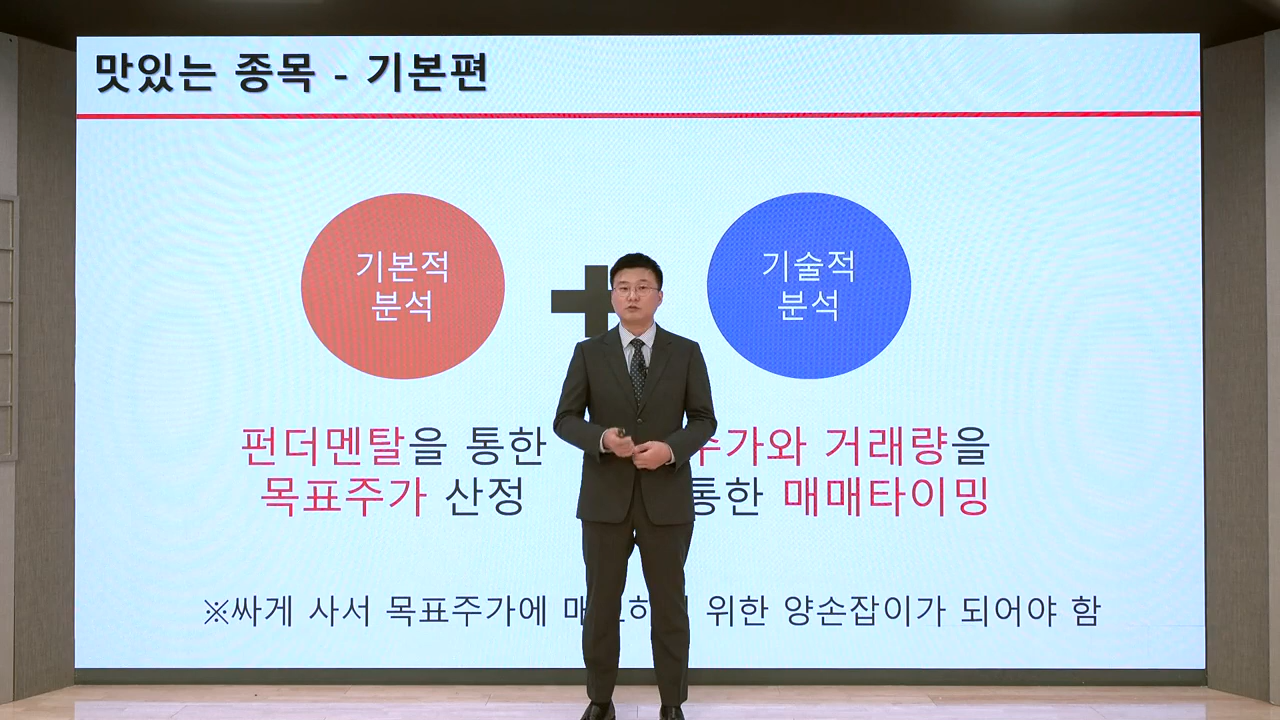 맛있는 종목 - 기본편
기본적
분석
기술적
분석
펀더멘탈을 통한
목표주가 산정
주가와 거래량을
통한 매매타이밍
※싸게 사서 목표주가에 위한 양손잡이가 되어야 함